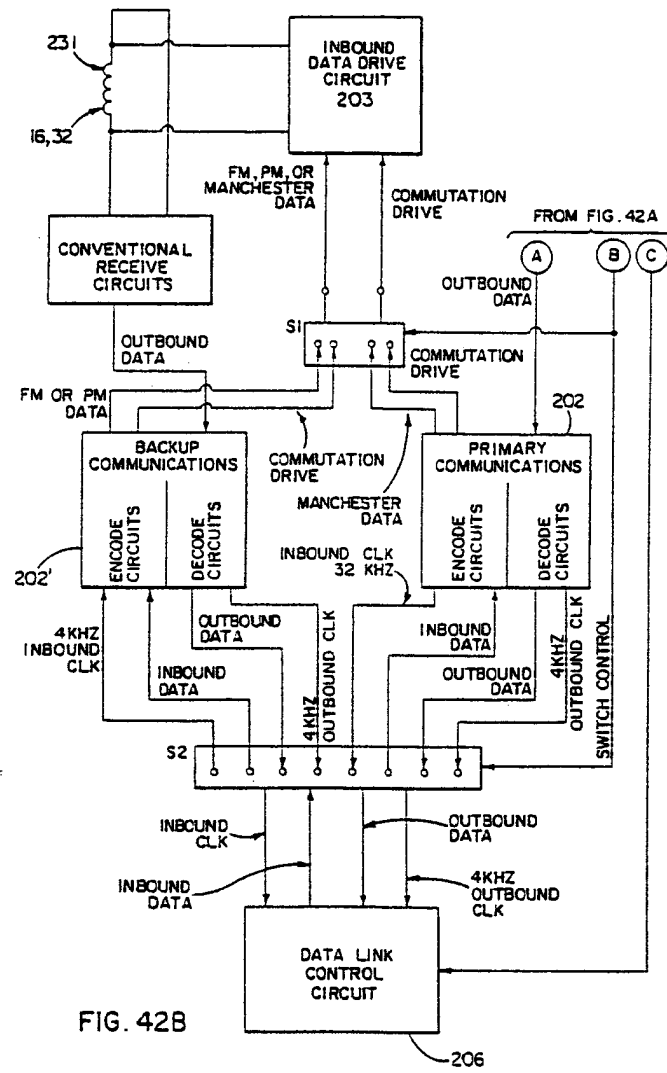 231
16,32
INBOUND
DATA DRIVE
CIRCUIT
203
FM, PM, OR
MANCHESTER
DATA
COMMUTATION
DRIVE
FROM FIG. 42A
A
B
C
CONVENTIONAL
RECEIVE
CIRCUITS
OUTBOUND
DATA
S1
OUTBOUND
DATA
COMMUTATION
DRIVE
FM OR PM
DATA
202
BACKUP
COMMUNICATIONS
ENCODE
CIRCUITS
DECODE
CIRCUITS
COMMUTATION
DRIVE
MANCHESTER
DATA
PRIMARY
COMMUNICATIONS
ENCODE
CIRCUITS
DECODE
CIRCUITS
202'
INBOUND CLK
32 KHZ
4KHZ
INBOUND
CLK
OUTBOUND
DATA
INBOUND
DATA
4KHZ
OUTBOUND CLK
INBOUND
DATA
OUTBOUND
DATA
4KHZ
OUTBOUND CLK
SWITCH CONTROL
S2
INBOUND
CLK
OUTBOUND
DATA
INBOUND
DATA
4KHZ
OUTBOUND
CLK
DATA LINK
CONTROL
CIRCUIT
FIG. 42B
206